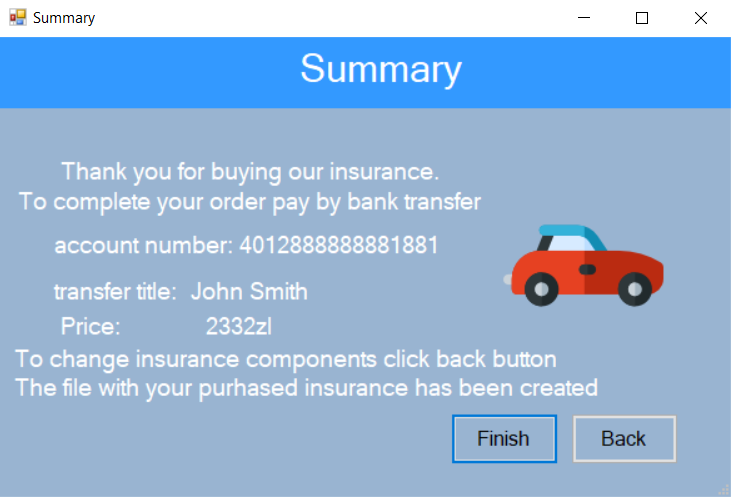 Summary
Summary
Thank you for buying our insurance.
To complete your order pay by bank transfer
account number: 4012888888881881
transfer title: John Smith
Price: 2332zl
To change insurance components click back button
The file with your purhased insurance has been created
Finish Back